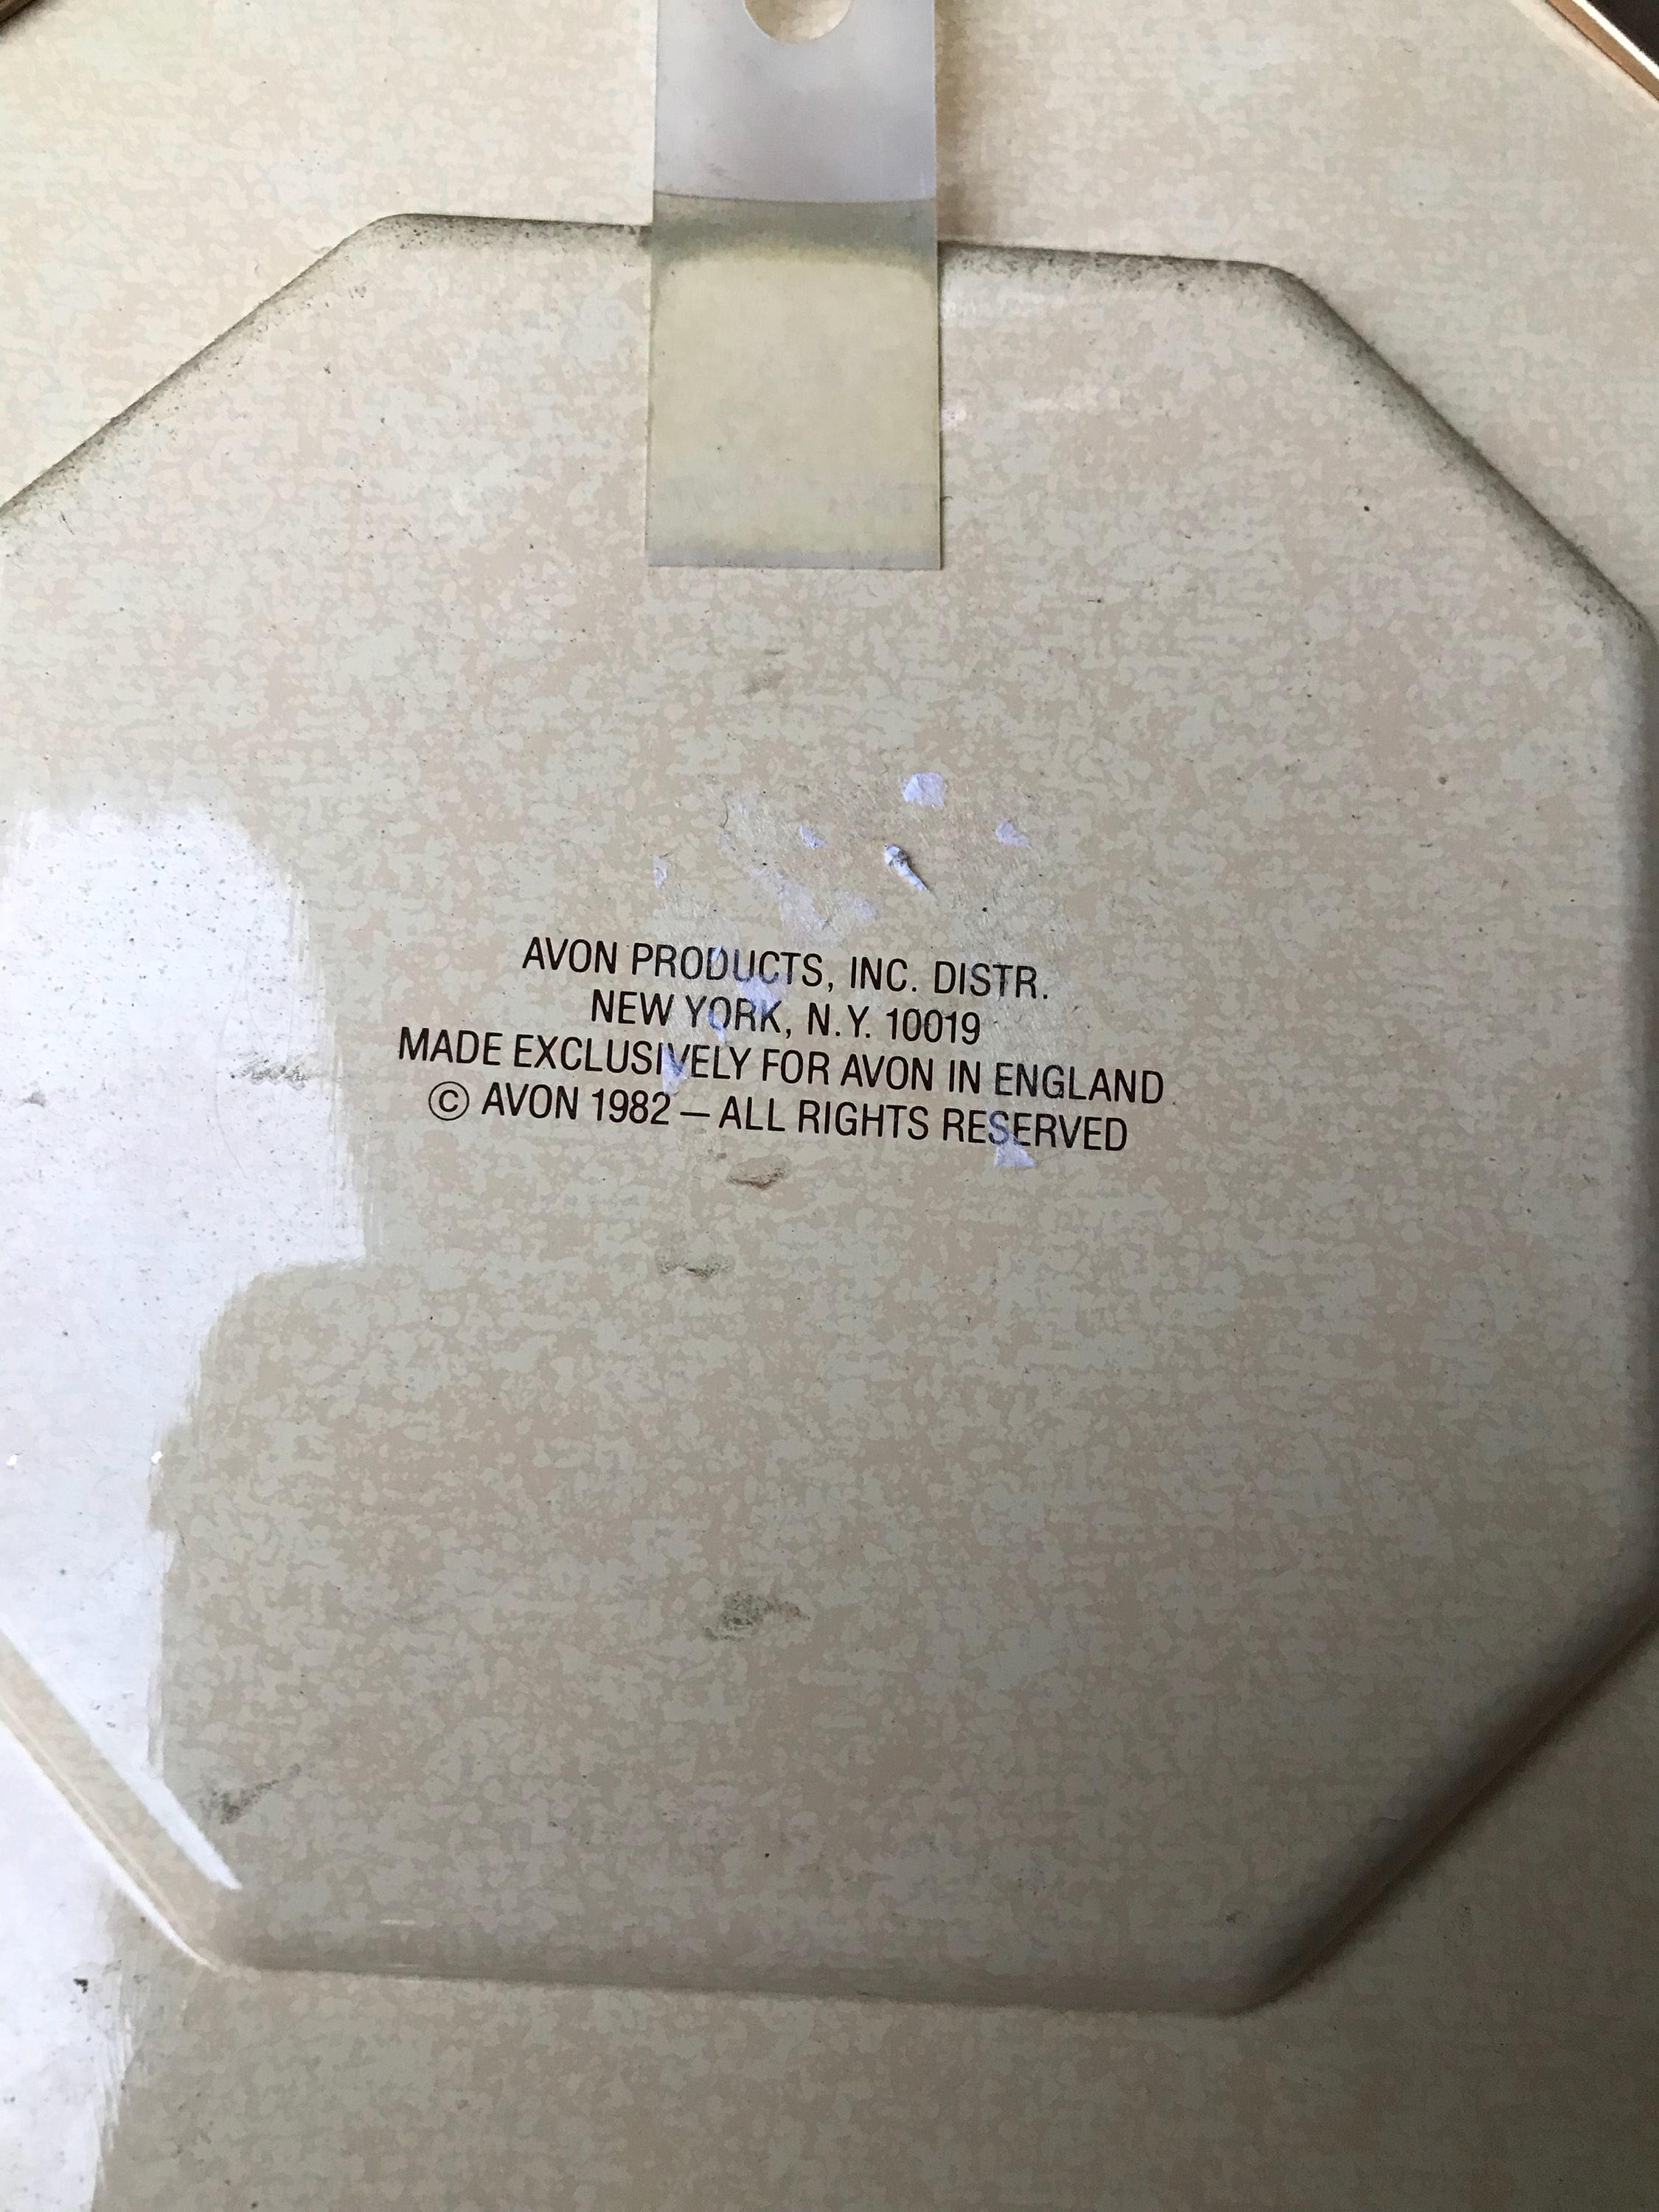 AVON PRODUCTS, INC. DISTR.
NEW YORK, N.Y. 10019
MADE EXCLUSIVELY FOR AVON IN ENGLAND
© AVON 1982 — ALL RIGHTS RESERVED